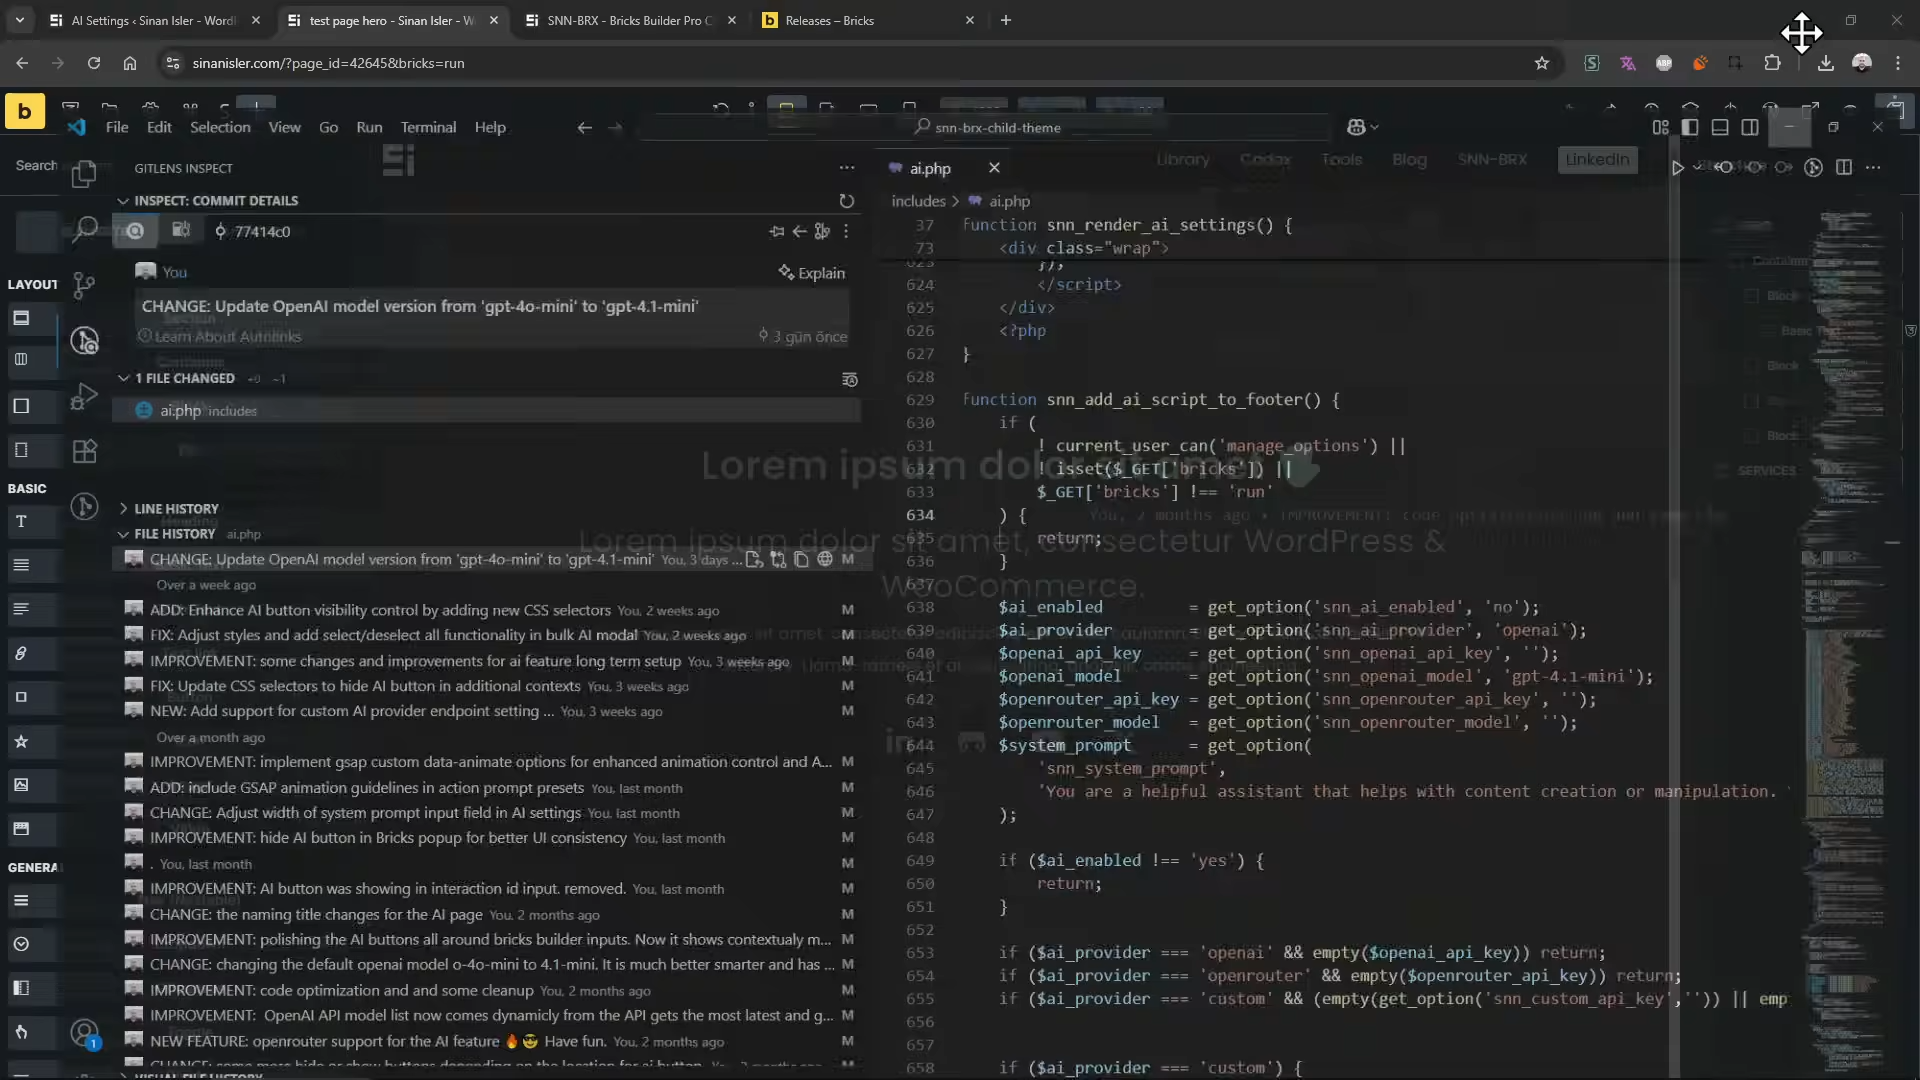 AI Settings ‹ Sinan Isler - Word
test page hero - Sinan Isler - W
SNN-BRX - Bricks Builder Pro C
Releases – Bricks
sinanisler.com/?page_id=42645&bricks=run
ABP
b
File Edit Selection View Go Run Terminal Help
snn-brx-child-theme
Search
GITLENS INSPECT
ai.php
Library Codex Tools Blog SNN-BRX LinkedIn
INSPECT: COMMIT DETAILS
includes > ai.php
77414c0
You
Explain
CHANGE: Update OpenAI model version from 'gpt-4o-mini' to 'gpt-4.1-mini'
Learn About Autolinks
3 gün önce
1 FILE CHANGED +0 ~1
ai.php includes
LAYOUT
BASIC
GENERA
LINE HISTORY
FILE HISTORY ai.php
CHANGE: Update OpenAI model version from 'gpt-4o-mini' to 'gpt-4.1-mini' You, 3 days ... M
Over a week ago
ADD: Enhance AI button visibility control by adding new CSS selectors You, 2 weeks ago M
FIX: Adjust styles and add select/deselect all functionality in bulk AI modal You, 2 weeks ago M
IMPROVEMENT: some changes and improvements for ai feature long term setup You, 3 weeks ago M
FIX: Update CSS selectors to hide AI button in additional contexts You, 3 weeks ago M
NEW: Add support for custom AI provider endpoint setting ... You, 3 weeks ago M
Over a month ago
IMPROVEMENT: implement gsap custom data-animate options for enhanced animation control and A... M
ADD: include GSAP animation guidelines in action prompt presets You, last month M
CHANGE: Adjust width of system prompt input field in AI settings You, last month M
IMPROVEMENT: hide AI button in Bricks popup for better UI consistency You, last month M
. You, last month M
IMPROVEMENT: AI button was showing in interaction id input. removed. You, last month M
CHANGE: the naming title changes for the AI page You, 2 months ago M
IMPROVEMENT: polishing the AI buttons all around bricks builder inputs. Now it shows contextualy m... M
CHANGE: changing the default openai model o-4o-mini to 4.1-mini. It is much better smarter and has ... M
IMPROVEMENT: code optimization and and some cleanup You, 2 months ago M
IMPROVEMENT: OpenAI API model list now comes dynamicly from the API gets the most latest and g... M
NEW FEATURE: openrouter support for the AI feature 🔥😎 Have fun. You, 2 months ago M
1
37 function snn_render_ai_settings() {
73 <div class="wrap">
623 });
624 </script>
625 </div>
626 <?php
627 }
628
629 function snn_add_ai_script_to_footer() {
630 if (
631 ! current_user_can('manage_options') ||
632 ! isset($_GET['bricks']) ||
633 $_GET['bricks'] !== 'run'
634 ) {
You, 2 months ago • IMPROVEMENT: code
635 return;
636 }
637
638 $ai_enabled = get_option('snn_ai_enabled', 'no');
639 $ai_provider = get_option('snn_ai_provider', 'openai');
640 $openai_api_key = get_option('snn_openai_api_key', '');
641 $openai_model = get_option('snn_openai_model', 'gpt-4.1-mini');
642 $openrouter_api_key = get_option('snn_openrouter_api_key', '');
643 $openrouter_model = get_option('snn_openrouter_model', '');
644 $system_prompt = get_option(
645 'snn_system_prompt',
646 'You are a helpful assistant that helps with content creation or manipulation.
647 );
648
649 if ($ai_enabled !== 'yes') {
650 return;
651 }
652
653 if ($ai_provider === 'openai' && empty($openai_api_key)) return;
654 if ($ai_provider === 'openrouter' && empty($openrouter_api_key)) return;
655 if ($ai_provider === 'custom' && (empty(get_option('snn_custom_api_key','')) || emp
656
657
658 if ($ai_provider === 'custom') {
Lorem ipsum dolor sit amet
Lorem ipsum dolor sit amet, consectetur WordPress &
WooCommerce.
Container
Block
Basic Text
Block
Block
SERVICES